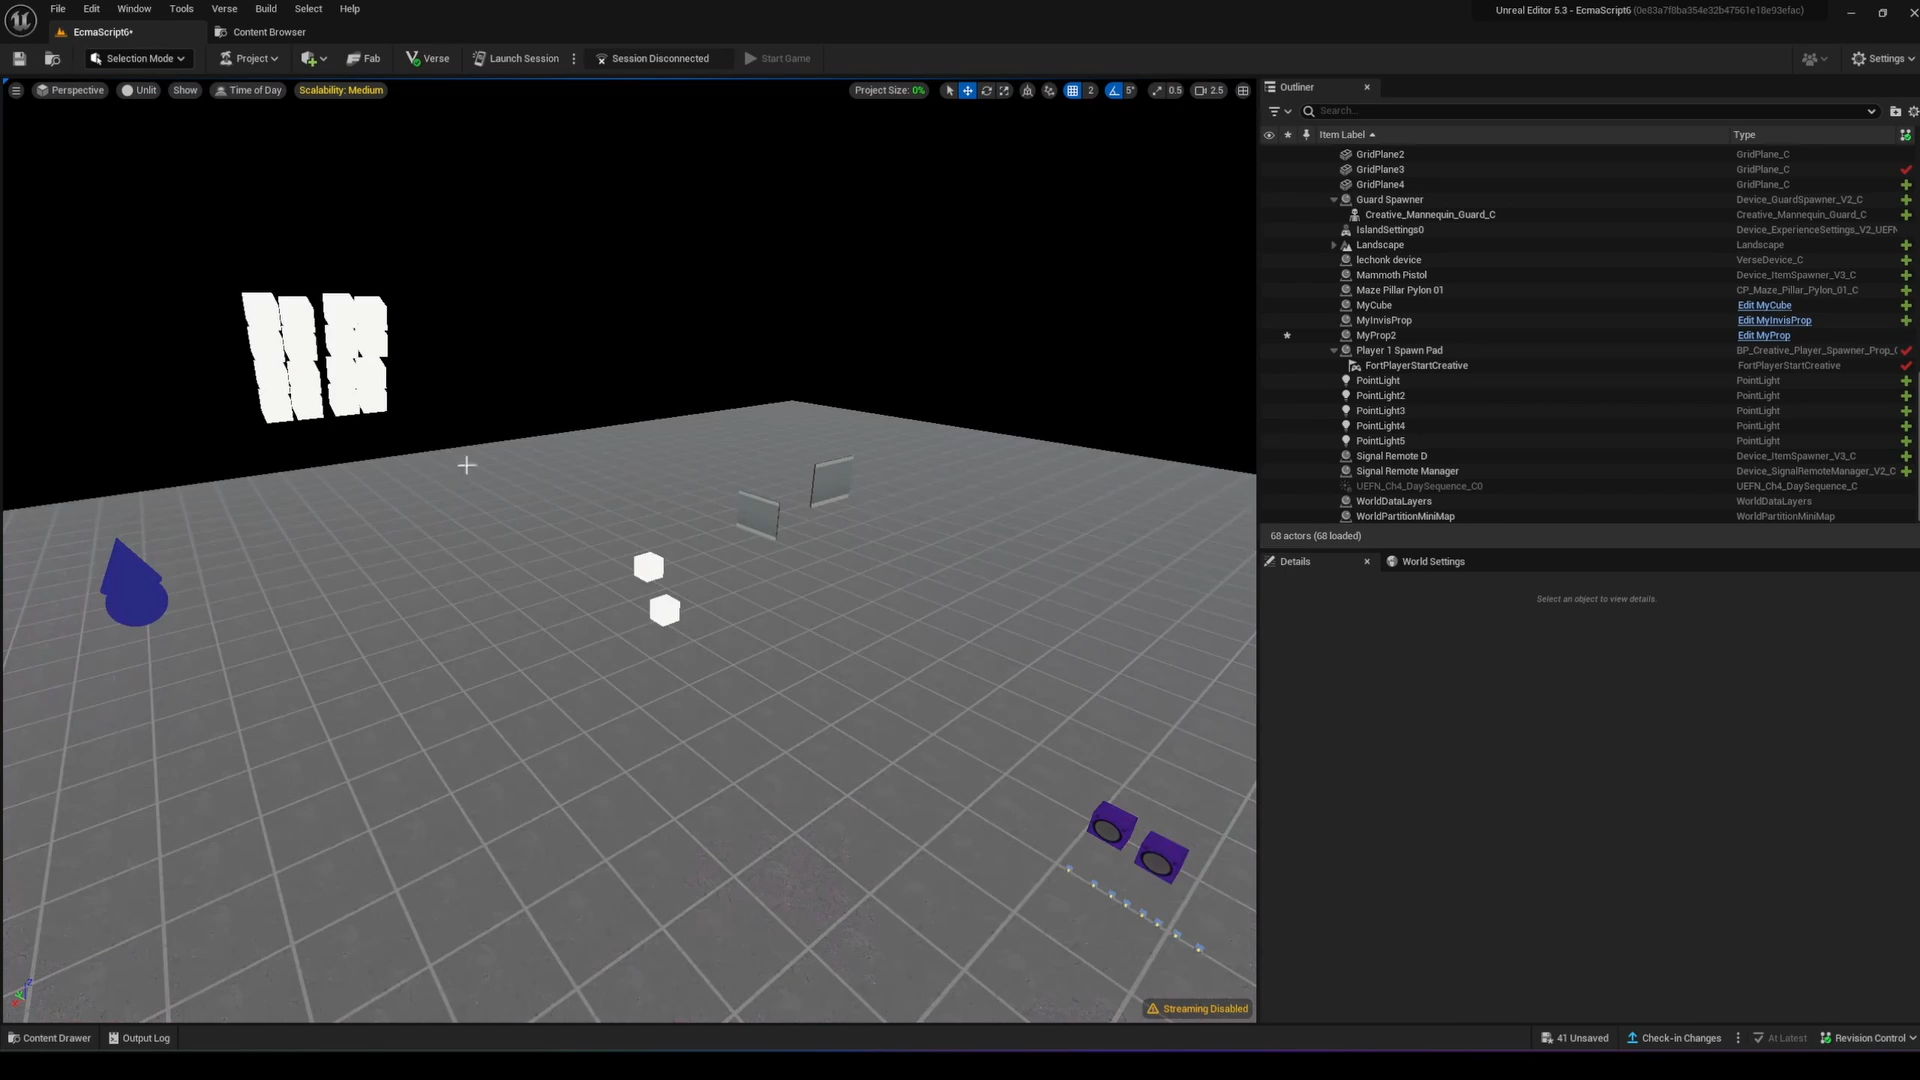 File Edit Window Tools Verse Build Select Help
Unreal Editor 5.3 - EcmaScript6 (0e83a7f8ba354e32b47561e18e93efac)
EcmaScript6•
Content Browser
Selection Mode
Project
Fab
Verse
Launch Session
Session Disconnected
Start Game
Settings
Perspective
Unlit
Show
Time of Day
Scalability: Medium
Project Size: 0%
2
5°
0.5
2.5
Outliner
Search...
Item Label
Type
GridPlane2 GridPlane_C
GridPlane3 GridPlane_C
GridPlane4 GridPlane_C
Guard Spawner Device_GuardSpawner_V2_C
Creative_Mannequin_Guard_C Creative_Mannequin_Guard_C
IslandSettings0 Device_ExperienceSettings_V2_UEFN
Landscape Landscape
lechonk device VerseDevice_C
Mammoth Pistol Device_ItemSpawner_V3_C
Maze Pillar Pylon 01 CP_Maze_Pillar_Pylon_01_C
MyCube Edit MyCube
MyInvisProp Edit MyInvisProp
MyProp2 Edit MyProp
Player 1 Spawn Pad BP_Creative_Player_Spawner_Prop_C
FortPlayerStartCreative FortPlayerStartCreative
PointLight PointLight
PointLight2 PointLight
PointLight3 PointLight
PointLight4 PointLight
PointLight5 PointLight
Signal Remote D Device_ItemSpawner_V3_C
Signal Remote Manager Device_SignalRemoteManager_V2_C
UEFN_Ch4_DaySequence_C0 UEFN_Ch4_DaySequence_C
WorldDataLayers WorldDataLayers
WorldPartitionMiniMap WorldPartitionMiniMap
68 actors (68 loaded)
Details
World Settings
Select an object to view details.
Streaming Disabled
Content Drawer
Output Log
41 Unsaved
Check-in Changes
At Latest
Revision Control